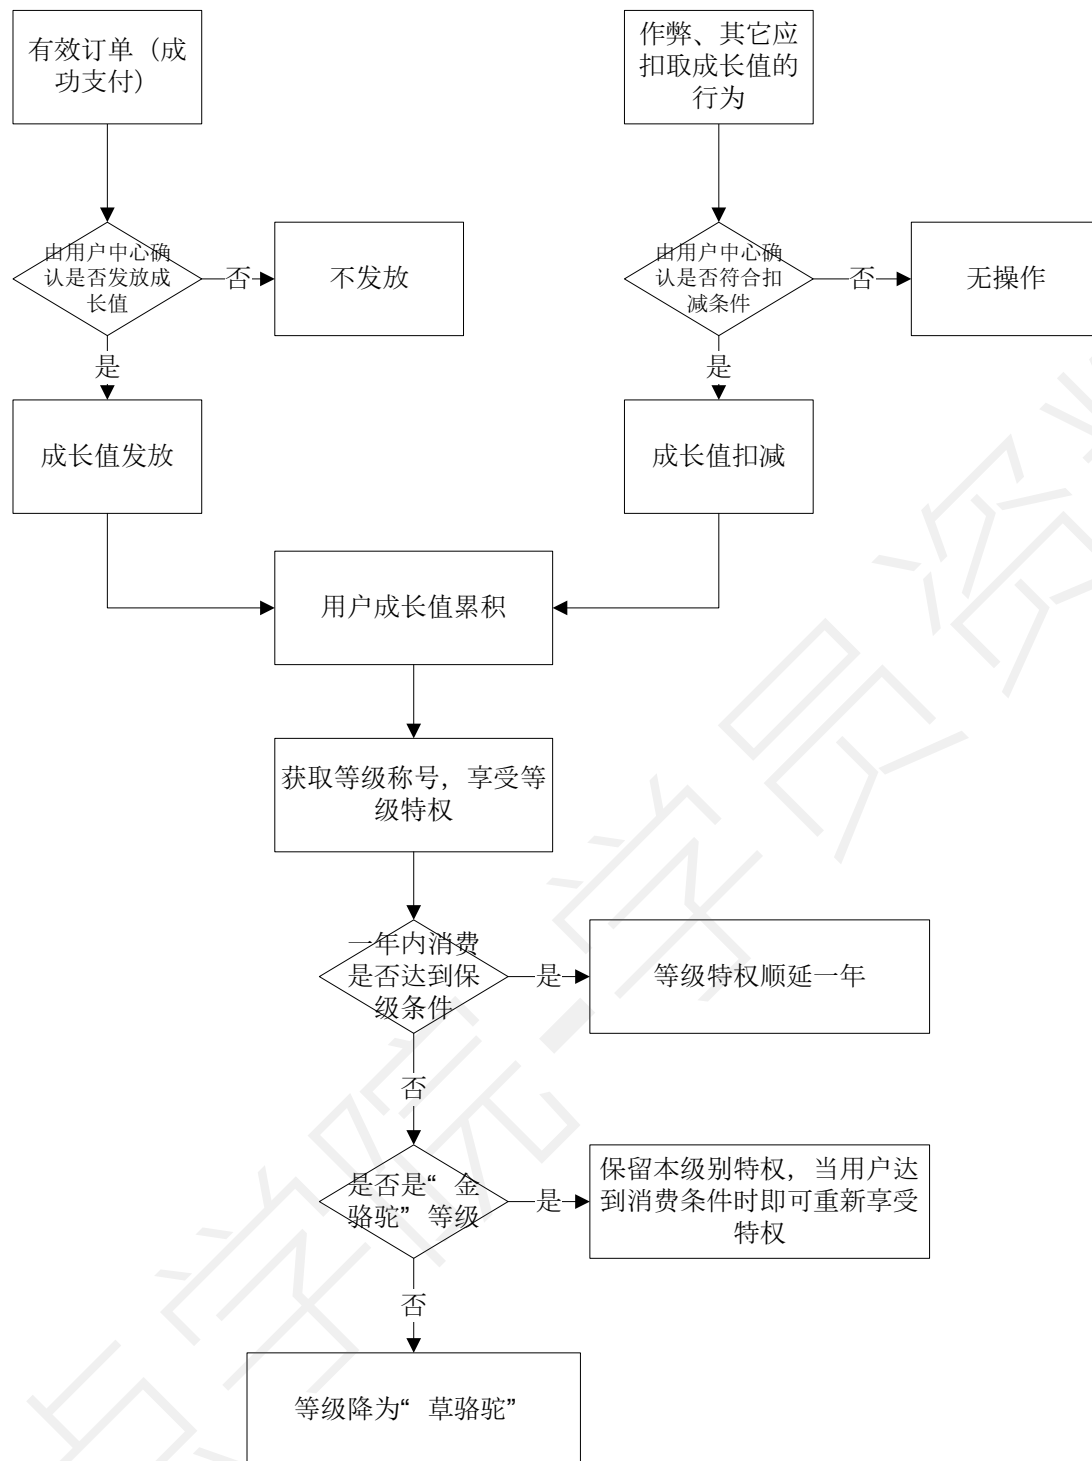 有效订单（成
功支付）
作弊、其它应
扣取成长值的
行为
由用户中心确
认是否发放成
长值
否
不发放
由用户中心确
认是否符合扣
减条件
否
无操作
是
是
成长值发放
成长值扣减
用户成长值累积
获取等级称号，享受等
级特权
一年内消费
是否达到保
级条件
是
等级特权顺延一年
否
是否是“金
骆驼”等级
是
保留本级别特权，当用户达
到消费条件时即可重新享受
特权
否
等级降为“草骆驼”
点学院-学员资料